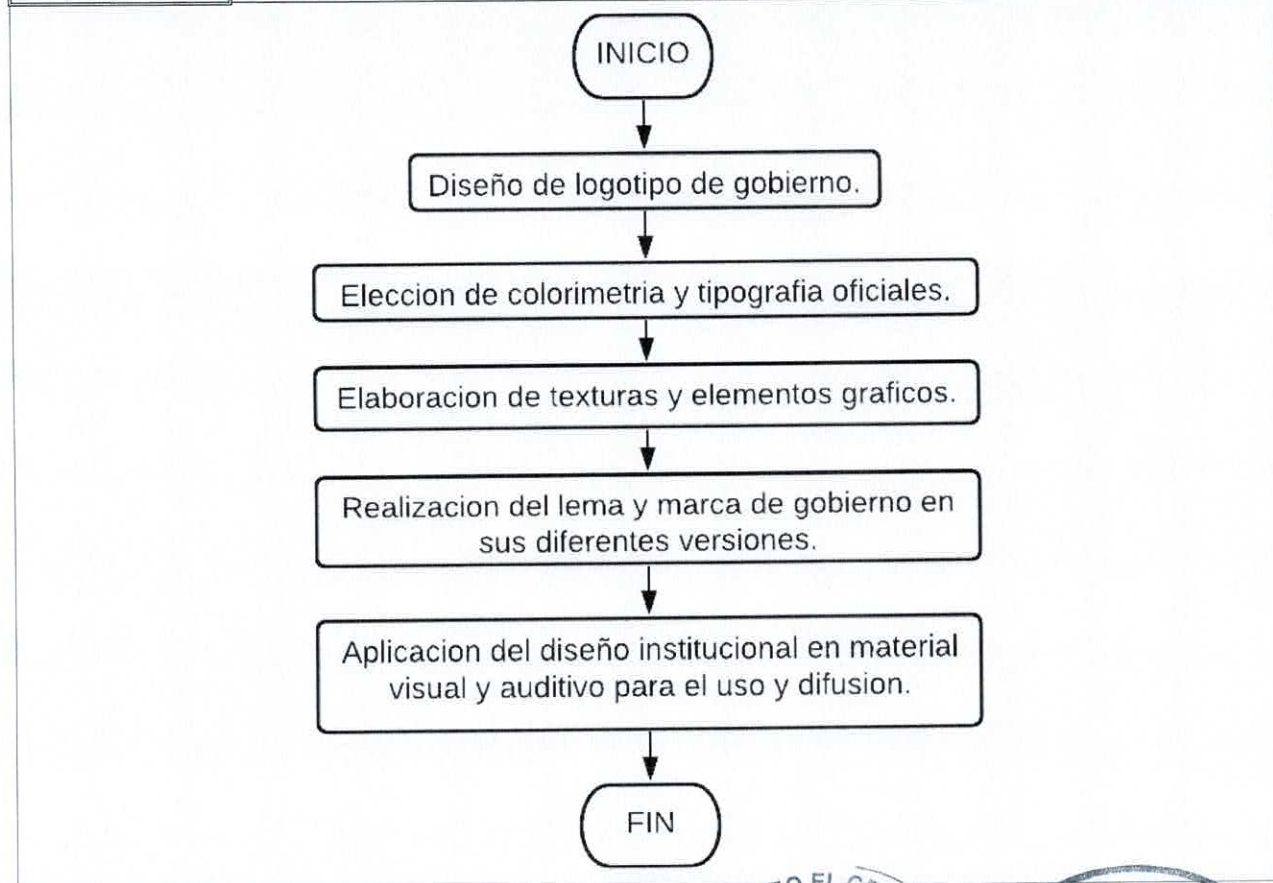 INICIO
Diseño de logotipo de gobierno.
Eleccion de colorimetria y tipografia oficiales.
Elaboracion de texturas y elementos graficos.
Realizacion del lema y marca de gobierno en
sus diferentes versiones.
Aplicacion del diseño institucional en material
visual y auditivo para el uso y difusion.
FIN